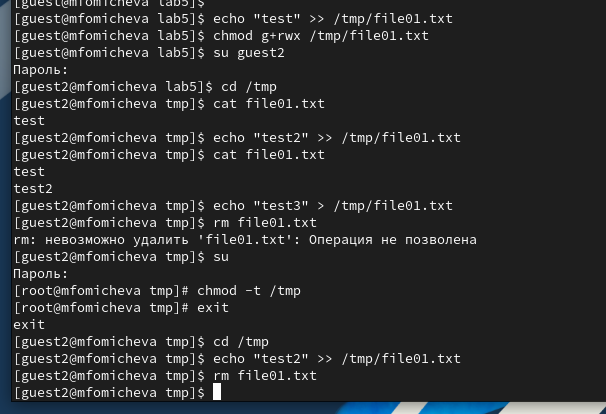 [guest@mfomicheva lab5]$
[guest@mfomicheva lab5]$ echo "test" >> /tmp/file01.txt
[guest@mfomicheva lab5]$ chmod g+rwx /tmp/file01.txt
[guest@mfomicheva lab5]$ su guest2
Пароль:
[guest2@mfomicheva lab5]$ cd /tmp
[guest2@mfomicheva tmp]$ cat file01.txt
test
[guest2@mfomicheva tmp]$ echo "test2" >> /tmp/file01.txt
[guest2@mfomicheva tmp]$ cat file01.txt
test
test2
[guest2@mfomicheva tmp]$ echo "test3" > /tmp/file01.txt
[guest2@mfomicheva tmp]$ rm file01.txt
rm: невозможно удалить 'file01.txt': Операция не позволена
[guest2@mfomicheva tmp]$ su
Пароль:
[root@mfomicheva tmp]# chmod -t /tmp
[root@mfomicheva tmp]# exit
exit
[guest2@mfomicheva tmp]$ cd /tmp
[guest2@mfomicheva tmp]$ echo "test2" >> /tmp/file01.txt
[guest2@mfomicheva tmp]$ rm file01.txt
[guest2@mfomicheva tmp]$